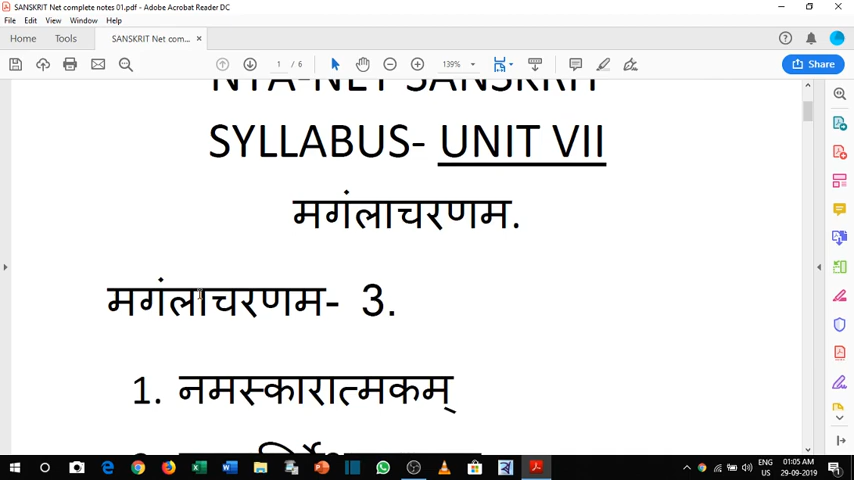 SANSKRIT Net complete notes 01.pdf - Adobe Acrobat Reader DC
File Edit View Window Help
Home Tools SANSKRIT Net com... ×
1 / 6 139% Share
SYLLABUS- UNIT VII
मगंलाचरणम.
मगंलाचरणम- 3.
1. नमस्कारात्मकम्
ENG 01:05 AM
US 29-09-2019